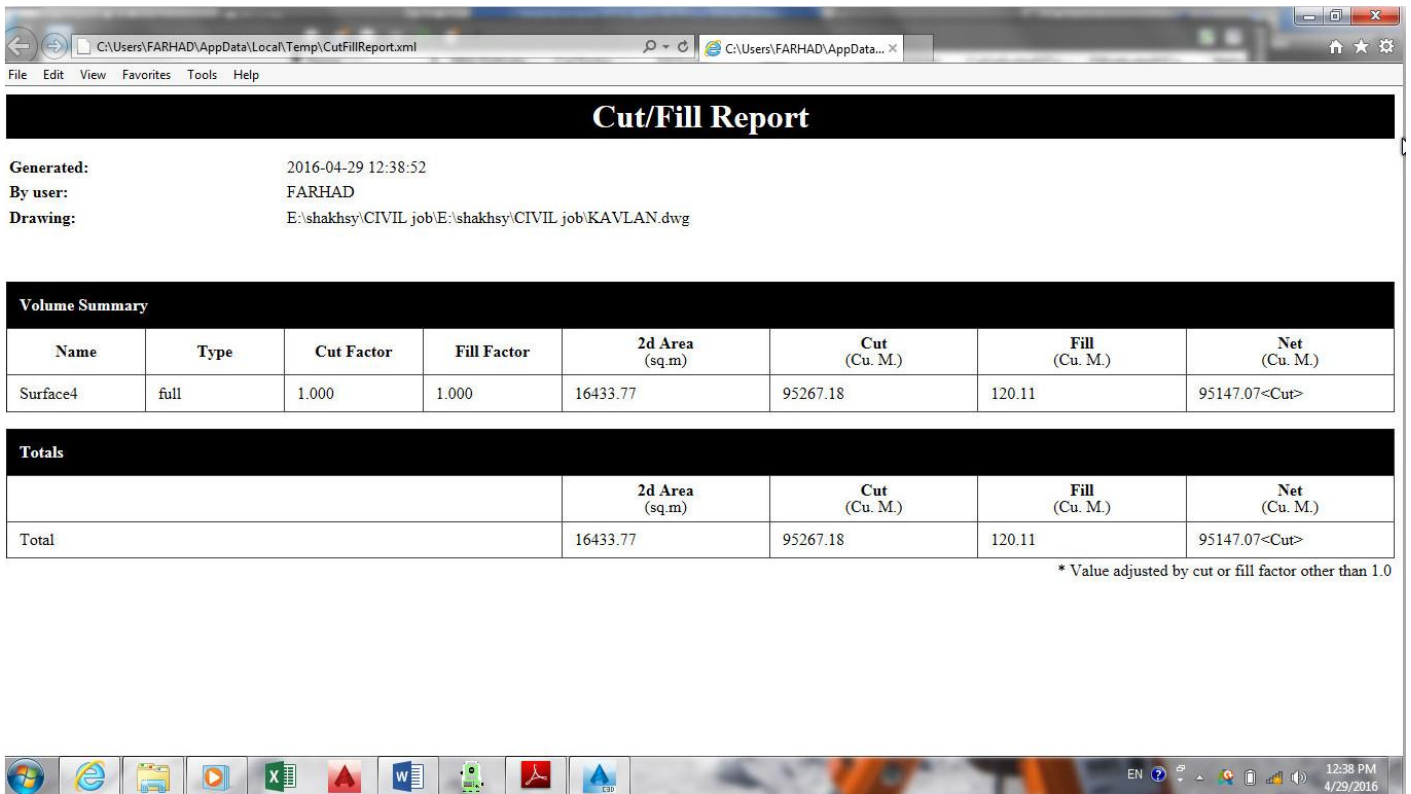 C:\Users\FARHAD\AppData\Local\Temp\CutFillReport.xml
C:\Users\FARHAD\AppData...
File Edit View Favorites Tools Help
Cut/Fill Report
Generated: 2016-04-29 12:38:52
By user: FARHAD
Drawing: E:\shakhsy\CIVIL job\E:\shakhsy\CIVIL job\KAVLAN.dwg
Volume Summary
Name Type Cut Factor Fill Factor 2d Area (sq.m) Cut (Cu. M.) Fill (Cu. M.) Net (Cu. M.)
Surface4 full 1.000 1.000 16433.77 95267.18 120.11 95147.07<Cut>
Totals
2d Area (sq.m) Cut (Cu. M.) Fill (Cu. M.) Net (Cu. M.)
Total 16433.77 95267.18 120.11 95147.07<Cut>
* Value adjusted by cut or fill factor other than 1.0
EN 12:38 PM
4/29/2016